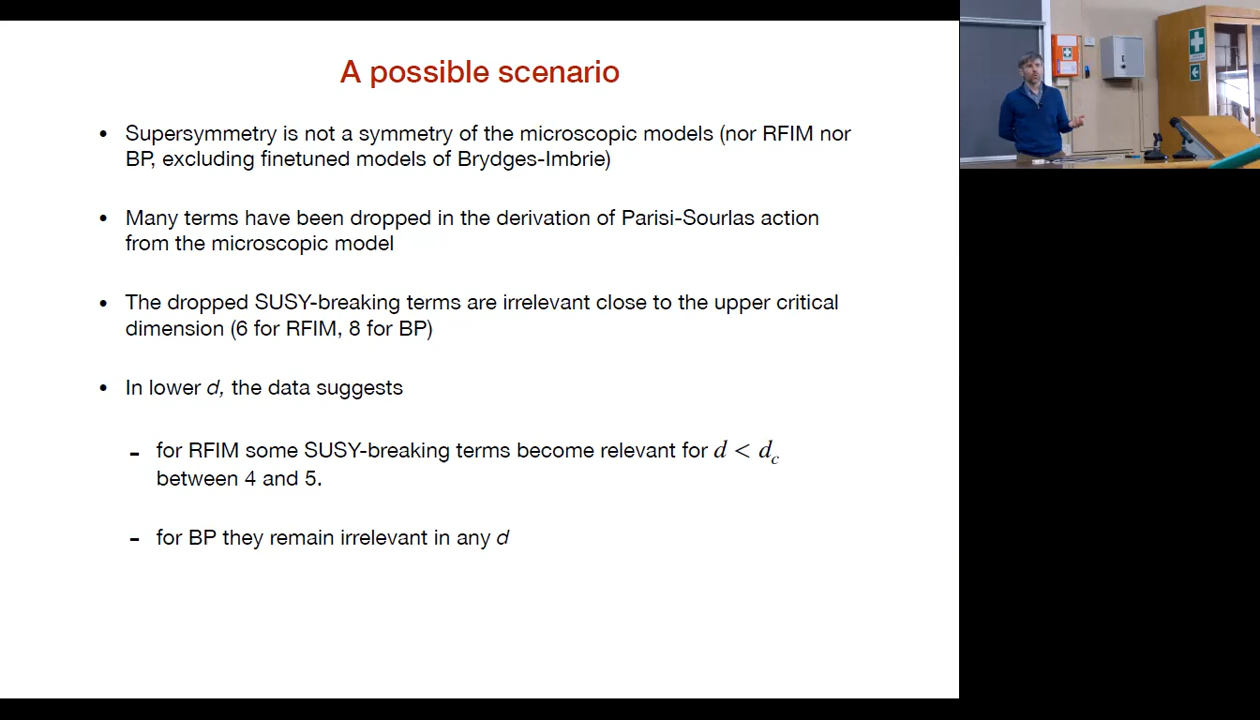 A possible scenario
• Supersymmetry is not a symmetry of the microscopic models (nor RFIM nor
BP, excluding finetuned models of Brydges-Imbrie)
• Many terms have been dropped in the derivation of Parisi-Sourlas action
from the microscopic model
• The dropped SUSY-breaking terms are irrelevant close to the upper critical
dimension (6 for RFIM, 8 for BP)
• In lower d, the data suggests
- for RFIM some SUSY-breaking terms become relevant for d < d_c
between 4 and 5.
- for BP they remain irrelevant in any d